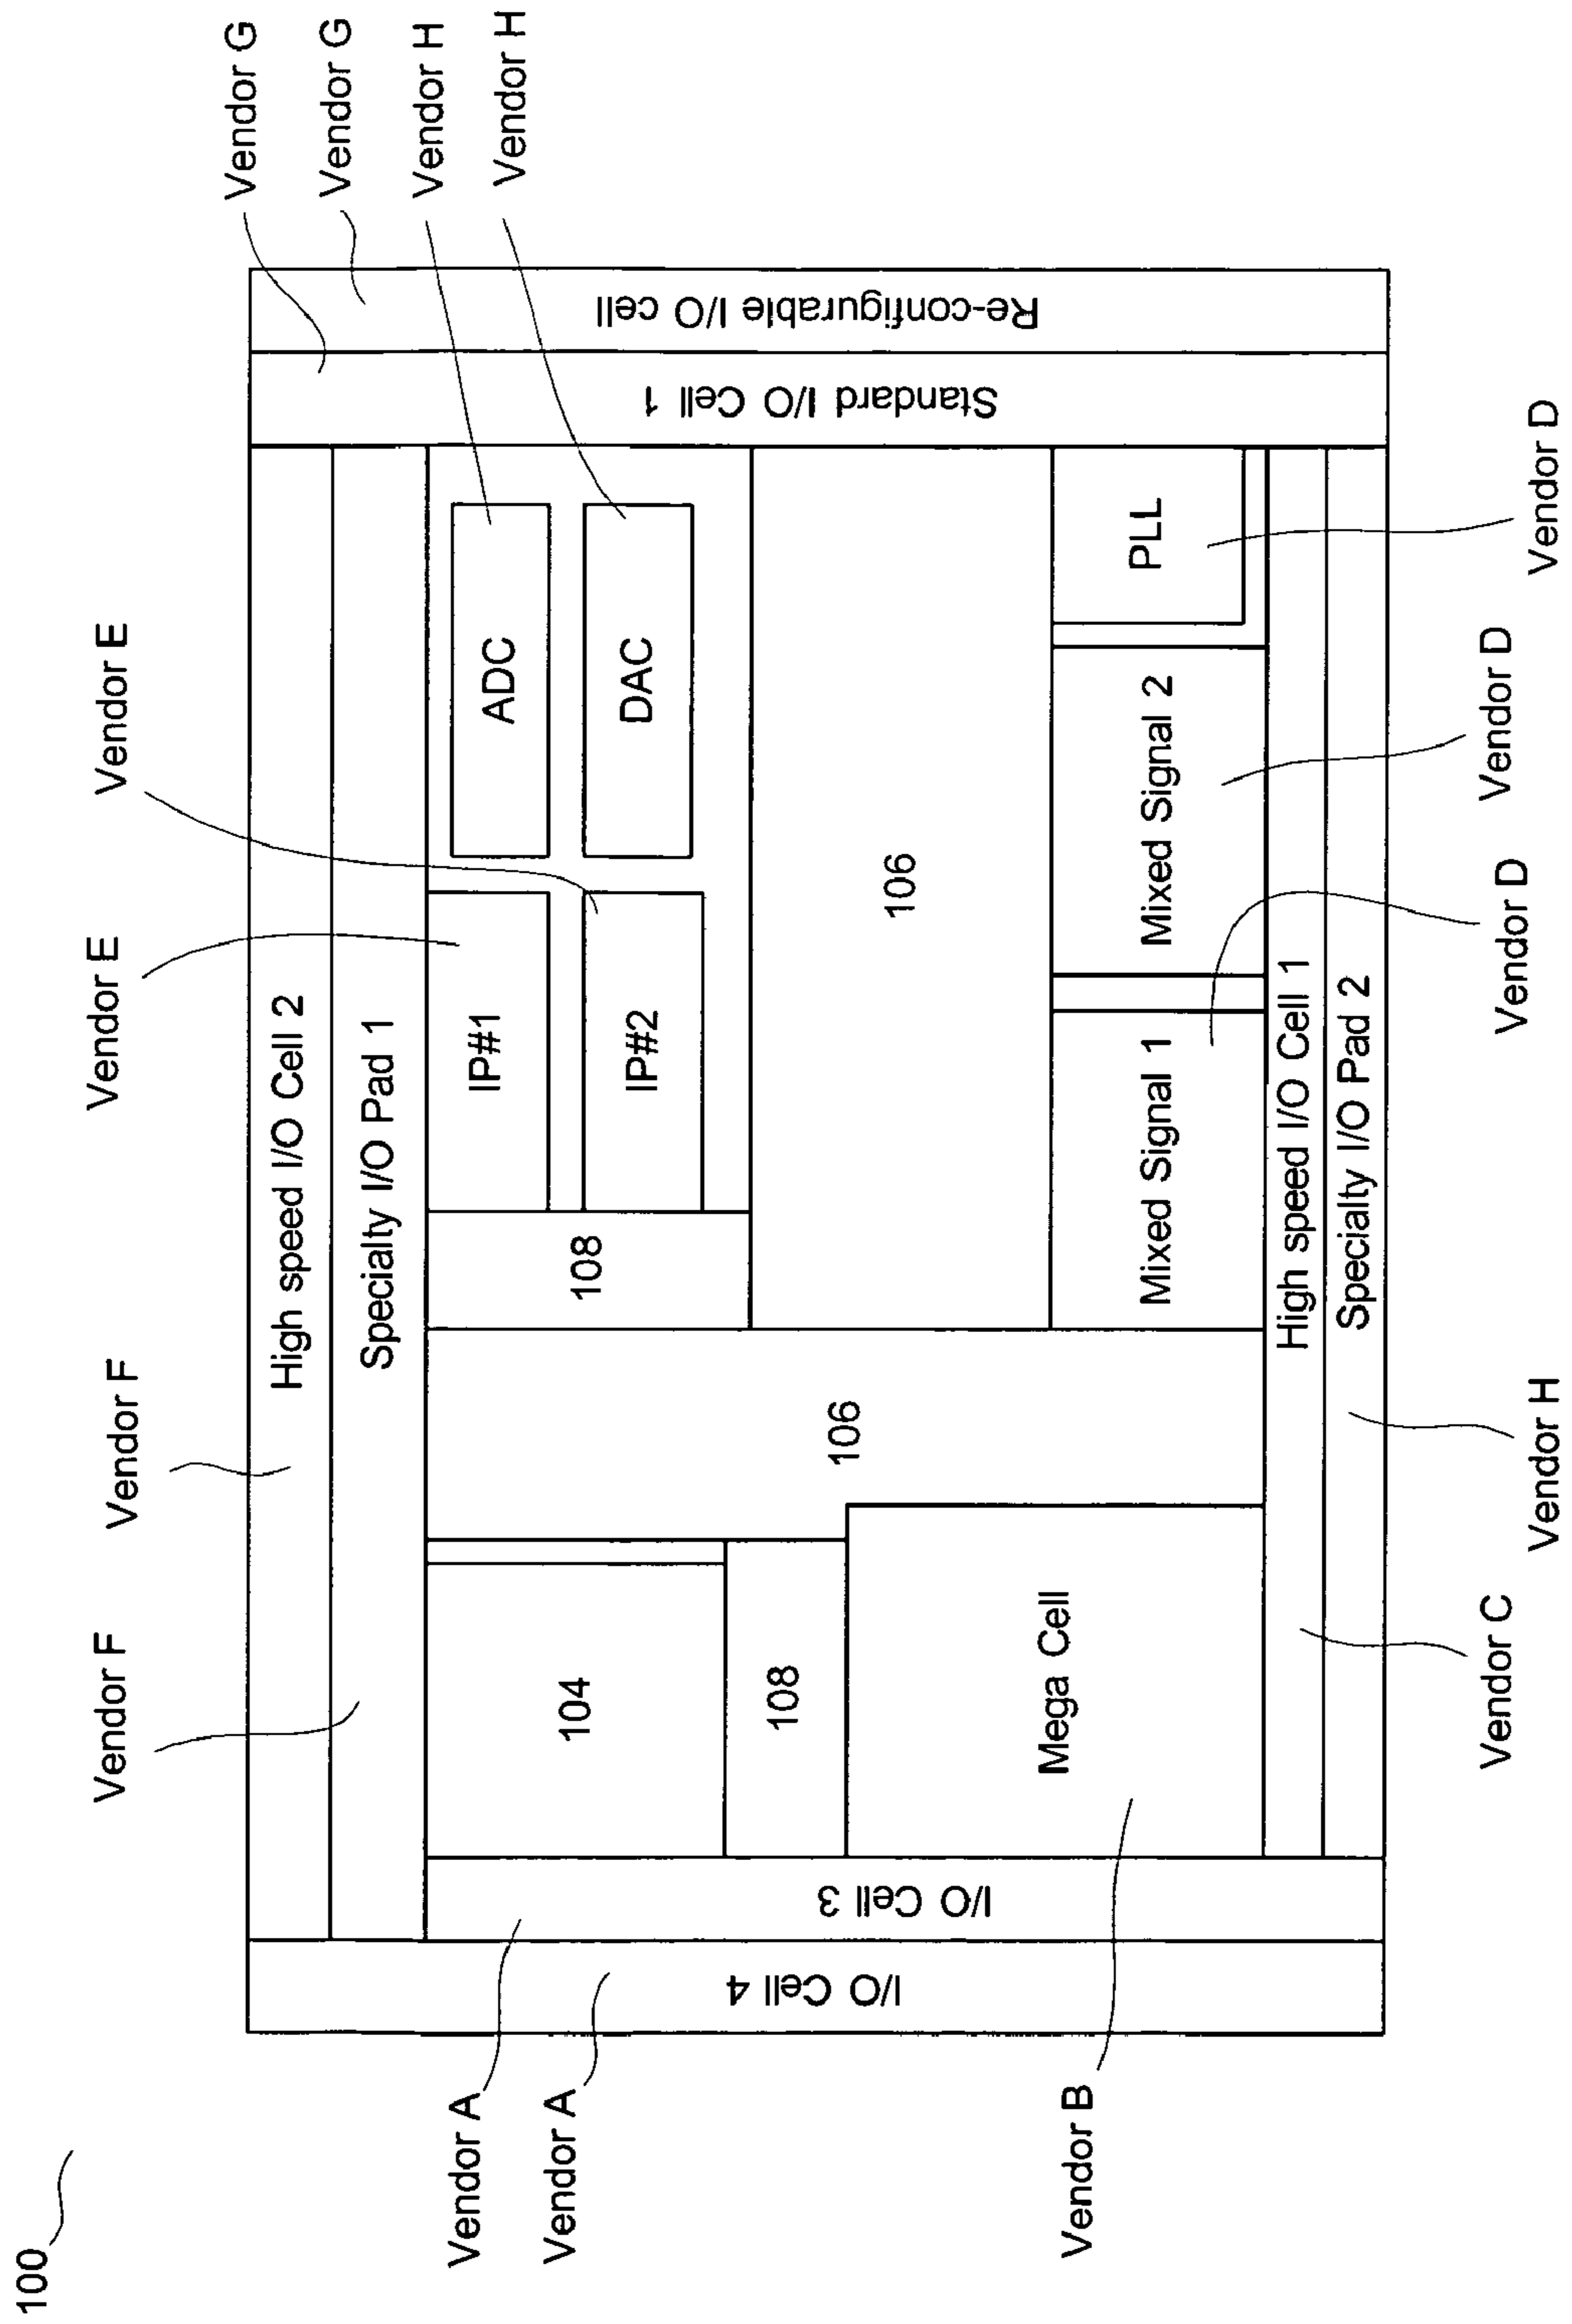 100
Vendor F
Vendor F
Vendor E
Vendor E
Vendor G
Vendor G
Vendor H
Vendor H
High speed I/O Cell 2
Specialty I/O Pad 1
I/O Cell 4
I/O Cell 3
104
108
Mega Cell
106
108
IP#1
IP#2
ADC
DAC
106
Mixed Signal 1
Mixed Signal 2
PLL
Standard I/O Cell 1
Re-configurable I/O cell
High speed I/O Cell 1
Specialty I/O Pad 2
Vendor A
Vendor A
Vendor B
Vendor C
Vendor H
Vendor D
Vendor D
Vendor D